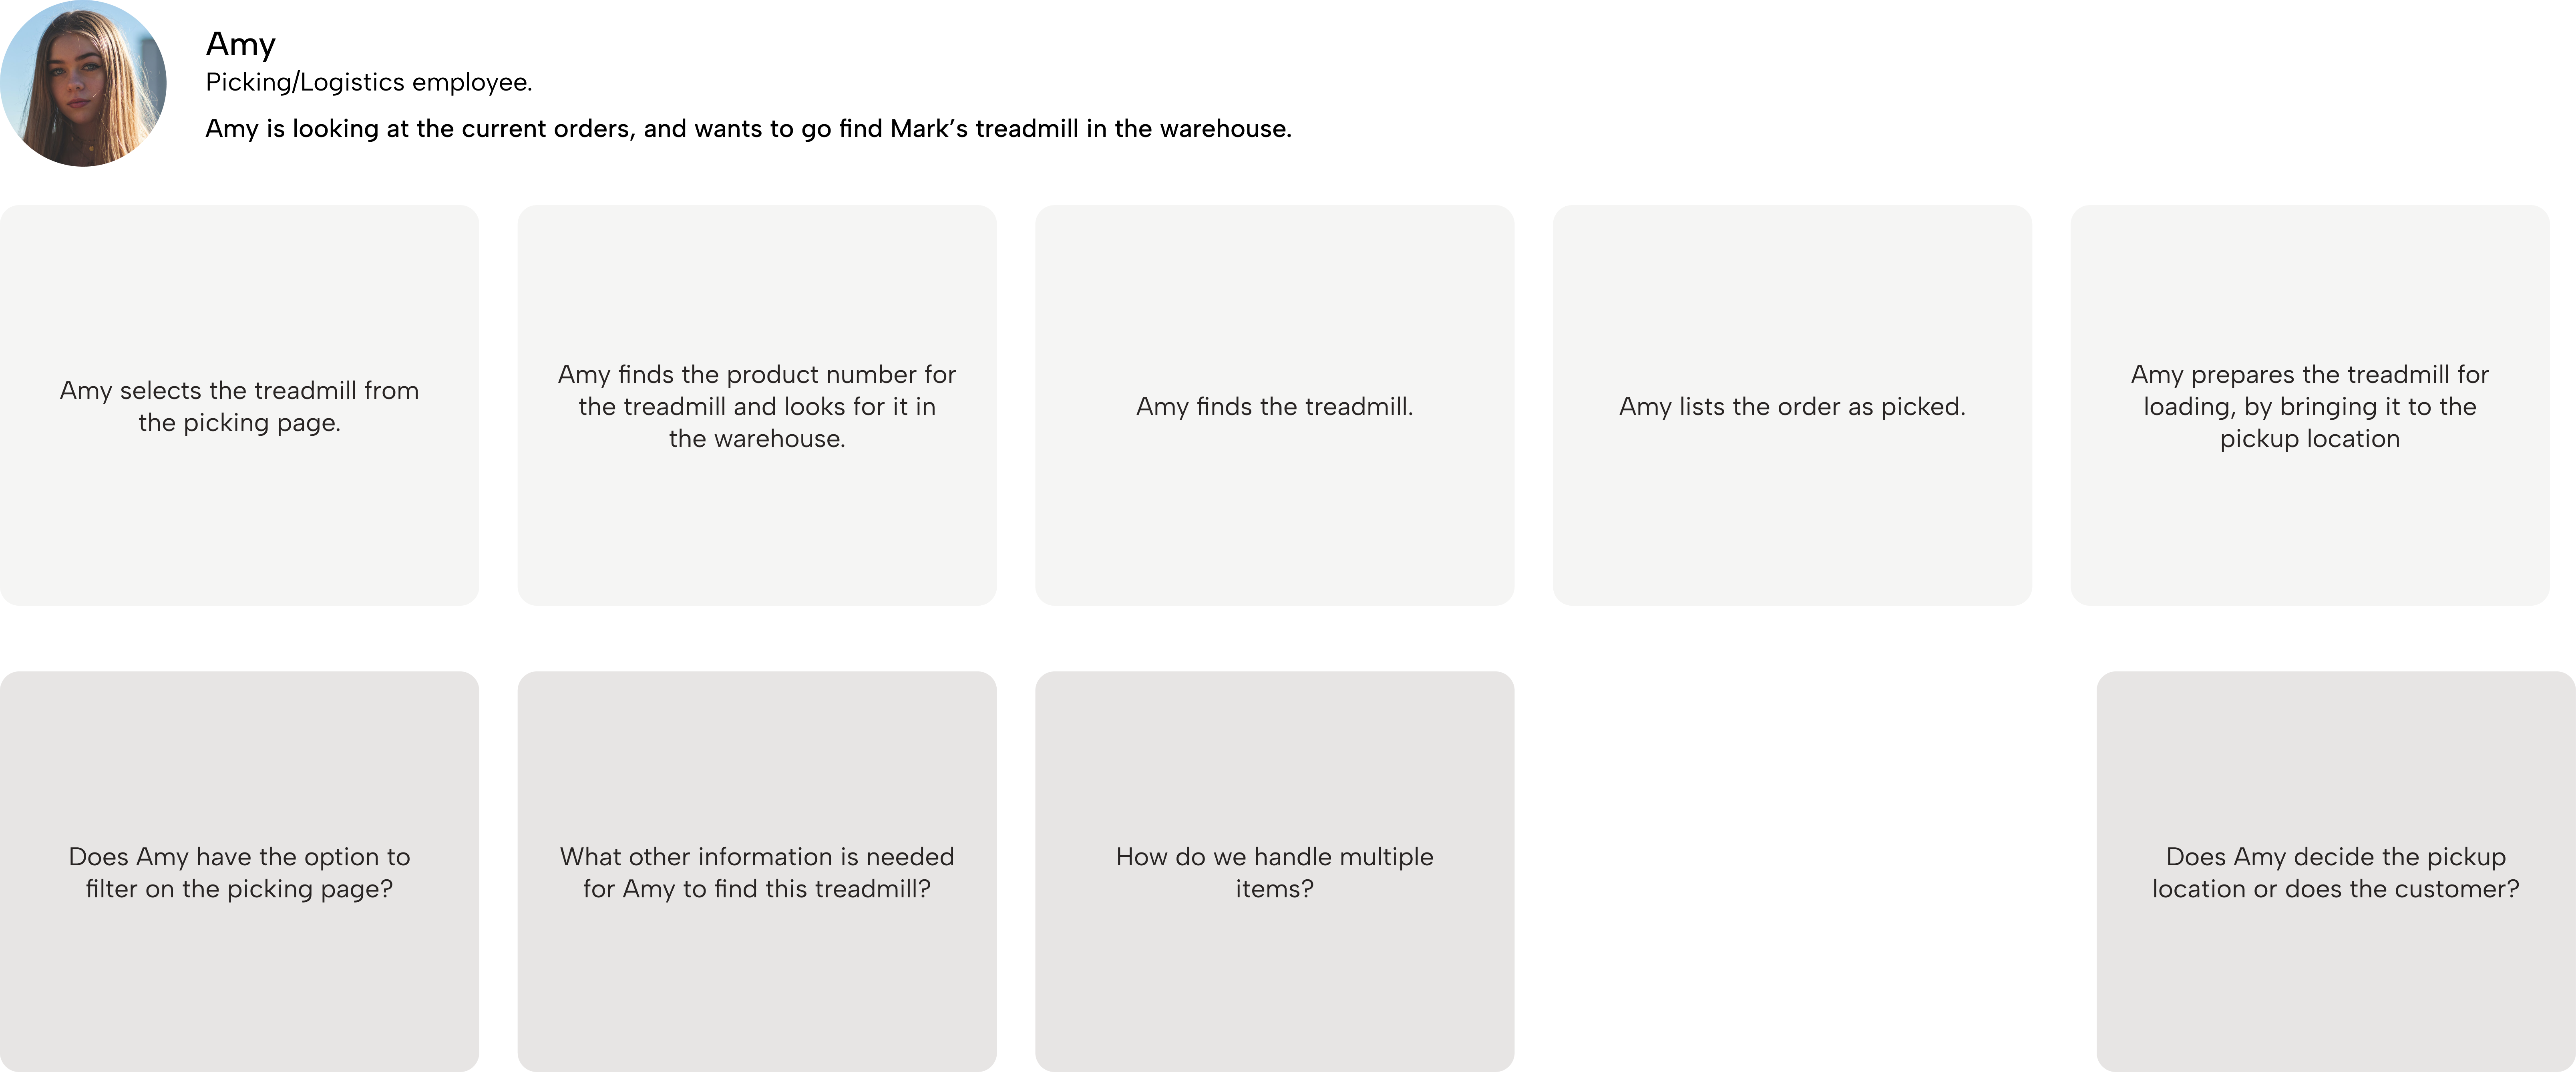 Amy
Picking/Logistics employee.
Amy is looking at the current orders, and wants to go find Mark’s treadmill in the warehouse.
Amy selects the treadmill from
the picking page.
Amy finds the product number for
the treadmill and looks for it in
the warehouse.
Amy finds the treadmill.
Amy lists the order as picked.
Amy prepares the treadmill for
loading, by bringing it to the
pickup location
Does Amy have the option to
filter on the picking page?
What other information is needed
for Amy to find this treadmill?
How do we handle multiple
items?
Does Amy decide the pickup
location or does the customer?